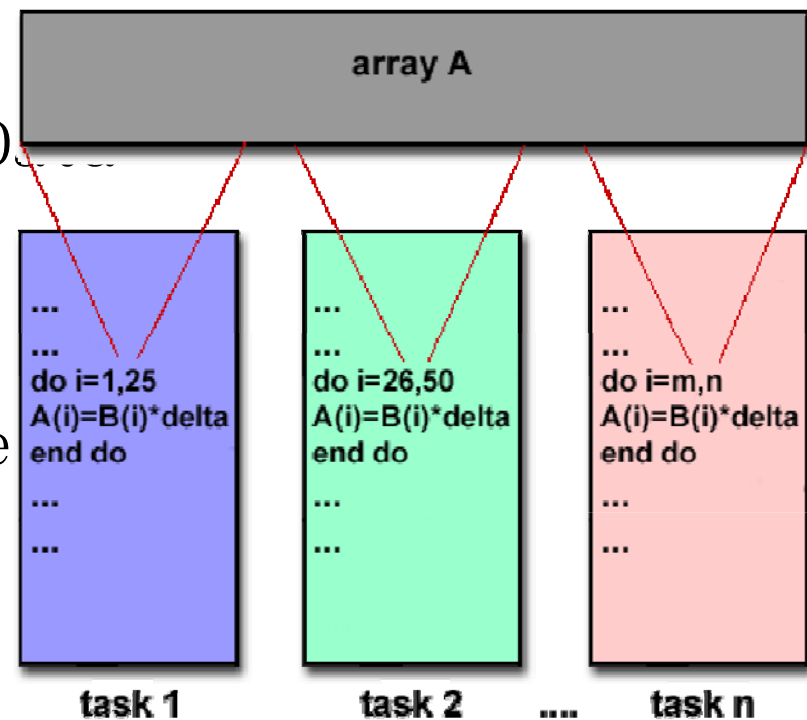 array A
...
...
do i=1,25
A(i)=B(i)*delta
end do
...
...
task 1
...
...
do i=26,50
A(i)=B(i)*delta
end do
...
...
task 2
....
...
...
do i=m,n
A(i)=B(i)*delta
end do
...
...
task n
e